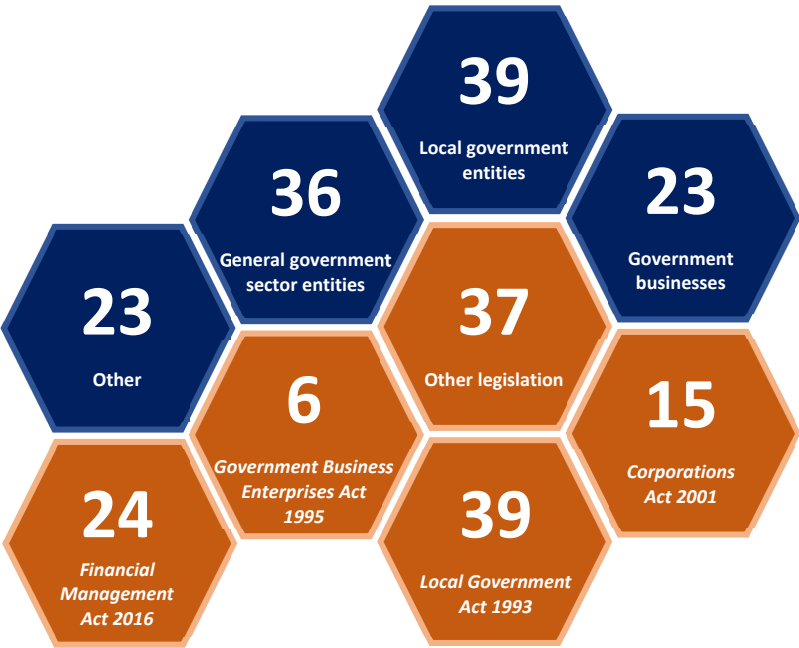 39
Local government
entities
36
General government
sector entities
23
Government
businesses
23
Other
37
Other legislation
6
Government Business
Enterprises Act
1995
15
Corporations
Act 2001
24
Financial
Management
Act 2016
39
Local Government
Act 1993